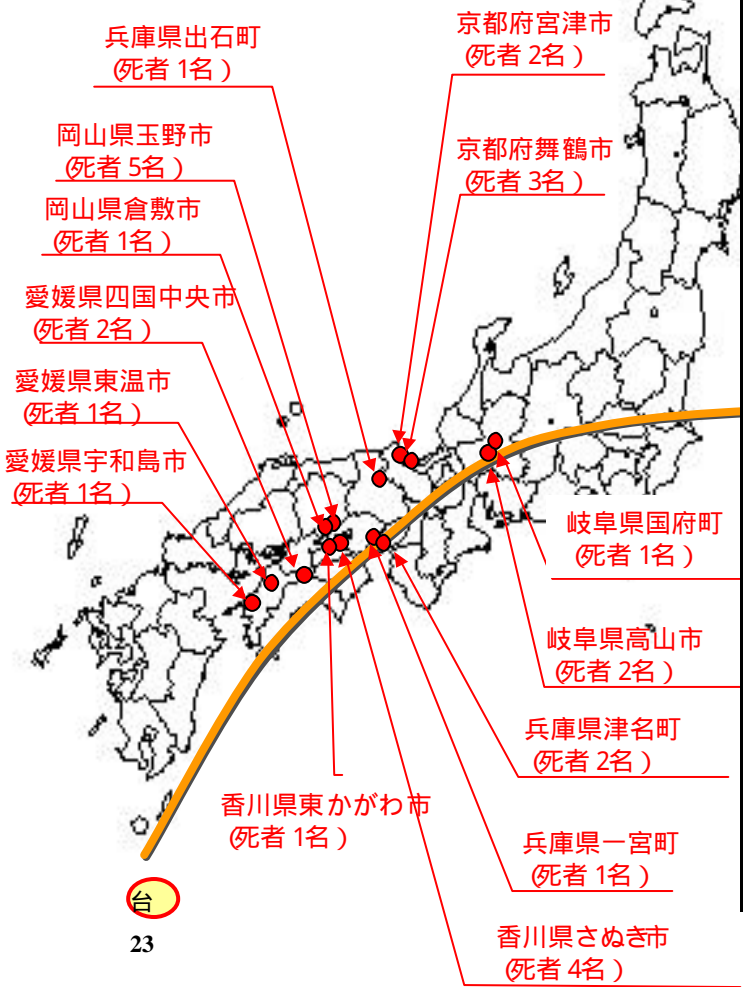 兵庫県出石町
(死者 1名)
京都府宮津市
(死者 2名)
岡山県玉野市
(死者 5名)
京都府舞鶴市
(死者 3名)
岡山県倉敷市
(死者 1名)
愛媛県四国中央市
(死者 2名)
愛媛県東温市
(死者 1名)
愛媛県宇和島市
(死者 1名)
岐阜県国府町
(死者 1名)
岐阜県高山市
(死者 2名)
兵庫県津名町
(死者 2名)
香川県東かがわ市
(死者 1名)
兵庫県一宮町
(死者 1名)
台
23
香川県さぬき市
(死者 4名)